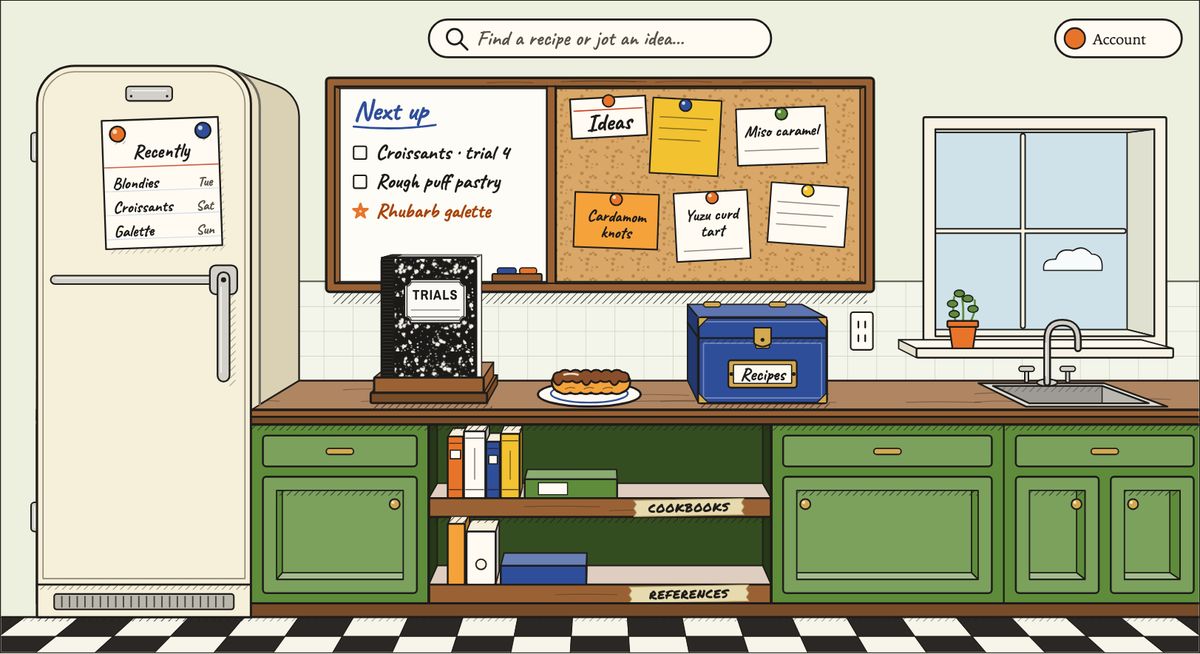 Find a recipe or jot an idea...
Account
Recently
Blondies Tue
Croissants Sat
Galette Sun
Next up
Croissants · trial 4
Rough puff pastry
Rhubarb galette
Ideas
Miso caramel
Cardamom
knots
Yuzu curd
tart
TRIALS
Recipes
COOKBOOKS
REFERENCES